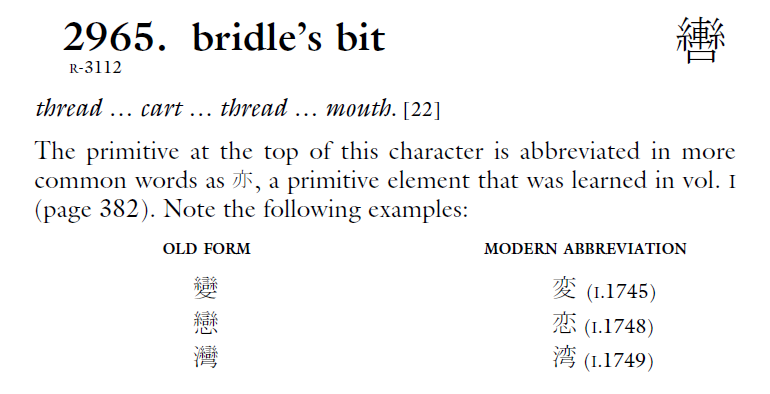 2965. bridle's bit 轡
R-3112
thread … cart … thread … mouth. [22]
The primitive at the top of this character is abbreviated in more
common words as 亦, a primitive element that was learned in vol. I
(page 382). Note the following examples:
OLD FORM MODERN ABBREVIATION
變 変 (I.1745)
戀 恋 (I.1748)
灣 湾 (I.1749)